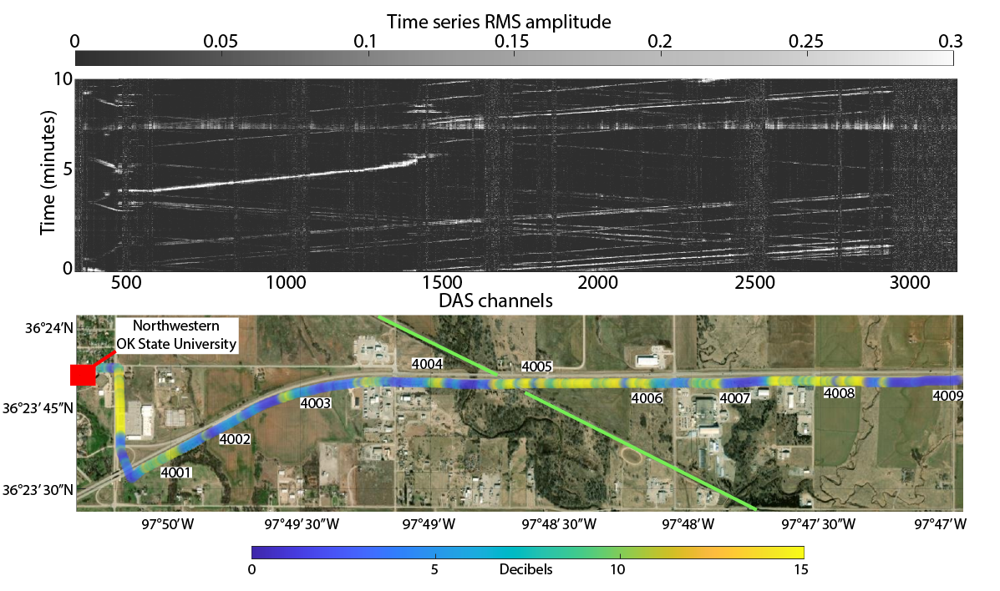 Time series RMS amplitude
0 0.05 0.1 0.15 0.2 0.25 0.3
10
5
0
Time (minutes)
500 1000 1500 2000 2500 3000
DAS channels
36°24′N
36°23′ 45″N
36°23′ 30″N
Northwestern
OK State University
4001
4002
4003
4004
4005
4006
4007
4008
4009
97°50′W 97°49′ 30″W 97°49′W 97°48′ 30″W 97°48′W 97°47′ 30″W 97°47′W
0 5 Decibels 10 15